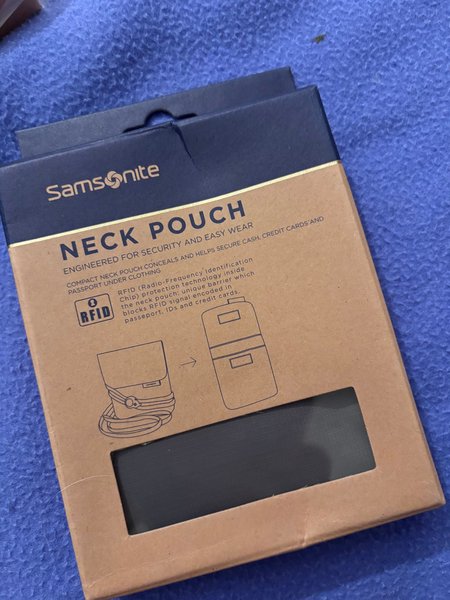 Samsonite
NECK POUCH
ENGINEERED FOR SECURITY AND EASY WEAR
COMPACT NECK POUCH CONCEALS AND HELPS SECURE CASH, CREDIT CARDS AND
PASSPORT UNDER CLOTHING
RFID
RFID (Radio-Frequency Identification
Chip) protection technology inside
the neck pouch; unique barrier which
blocks RFID signal encoded in
passport, IDs and credit cards.